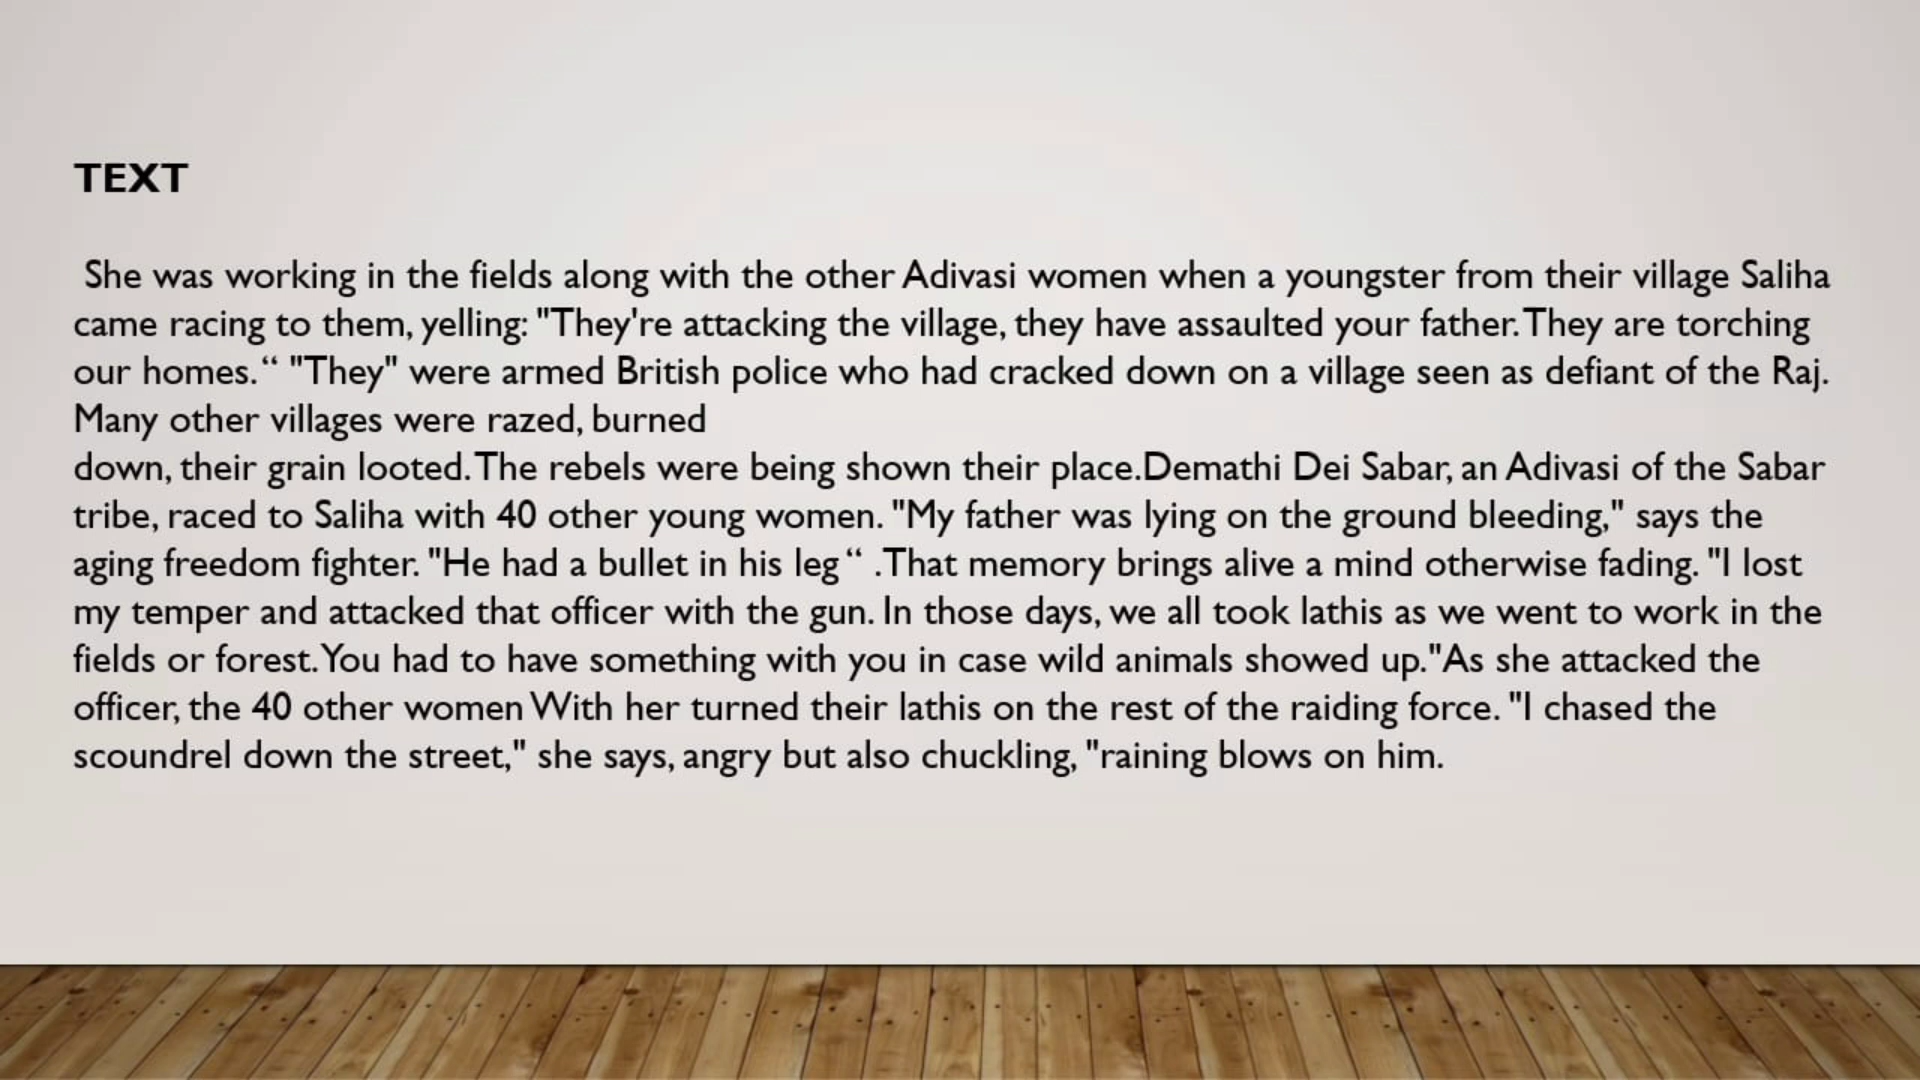 TEXT
She was working in the fields along with the other Adivasi women when a youngster from their village Saliha
came racing to them, yelling: "They're attacking the village, they have assaulted your father. They are torching
our homes.“ "They" were armed British police who had cracked down on a village seen as defiant of the Raj.
Many other villages were razed, burned
down, their grain looted. The rebels were being shown their place.Demathi Dei Sabar, an Adivasi of the Sabar
tribe, raced to Saliha with 40 other young women. "My father was lying on the ground bleeding," says the
aging freedom fighter. "He had a bullet in his leg “ .That memory brings alive a mind otherwise fading. "I lost
my temper and attacked that officer with the gun. In those days, we all took lathis as we went to work in the
fields or forest. You had to have something with you in case wild animals showed up."As she attacked the
officer, the 40 other women With her turned their lathis on the rest of the raiding force. "I chased the
scoundrel down the street," she says, angry but also chuckling, "raining blows on him.